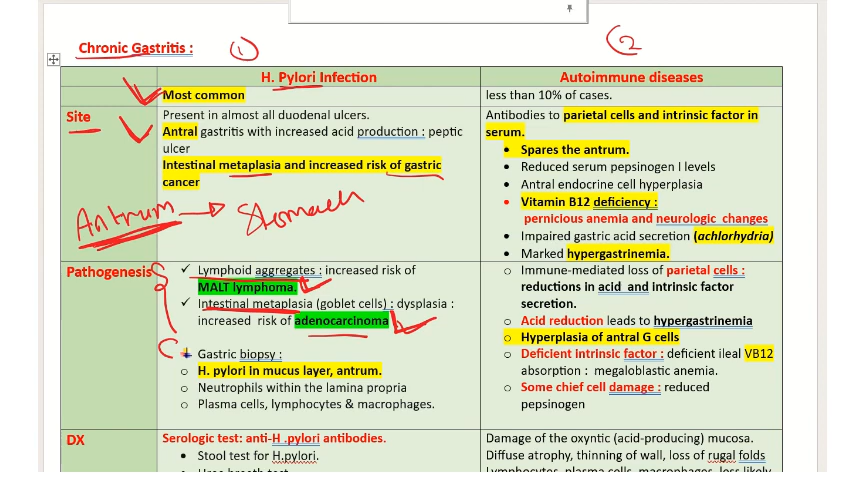 Chronic Gastritis :
1
2
H. Pylori Infection
Autoimmune diseases
Most common
less than 10% of cases.
Site
Present in almost all duodenal ulcers.
Antral gastritis with increased acid production : peptic
ulcer
Intestinal metaplasia and increased risk of gastric
cancer
Antrum → Stomach
Antibodies to parietal cells and intrinsic factor in
serum.
• Spares the antrum.
• Reduced serum pepsinogen I levels
• Antral endocrine cell hyperplasia
• Vitamin B12 deficiency :
pernicious anemia and neurologic changes
• Impaired gastric acid secretion (achlorhydria)
• Marked hypergastrinemia.
Pathogenesis
✓ Lymphoid aggregates : increased risk of
MALT lymphoma.
✓ Intestinal metaplasia (goblet cells) : dysplasia :
increased risk of adenocarcinoma
Gastric biopsy :
o H. pylori in mucus layer, antrum.
o Neutrophils within the lamina propria
o Plasma cells, lymphocytes & macrophages.
o Immune-mediated loss of parietal cells :
reductions in acid and intrinsic factor
secretion.
o Acid reduction leads to hypergastrinemia
o Hyperplasia of antral G cells
o Deficient intrinsic factor : deficient ileal VB12
absorption : megaloblastic anemia.
o Some chief cell damage : reduced
pepsinogen
DX
Serologic test: anti-H .pylori antibodies.
• Stool test for H.pylori.
• Urea breath test
Damage of the oxyntic (acid-producing) mucosa.
Diffuse atrophy, thinning of wall, loss of rugal folds
Lymphocytes, plasma cells, macrophages, less likely